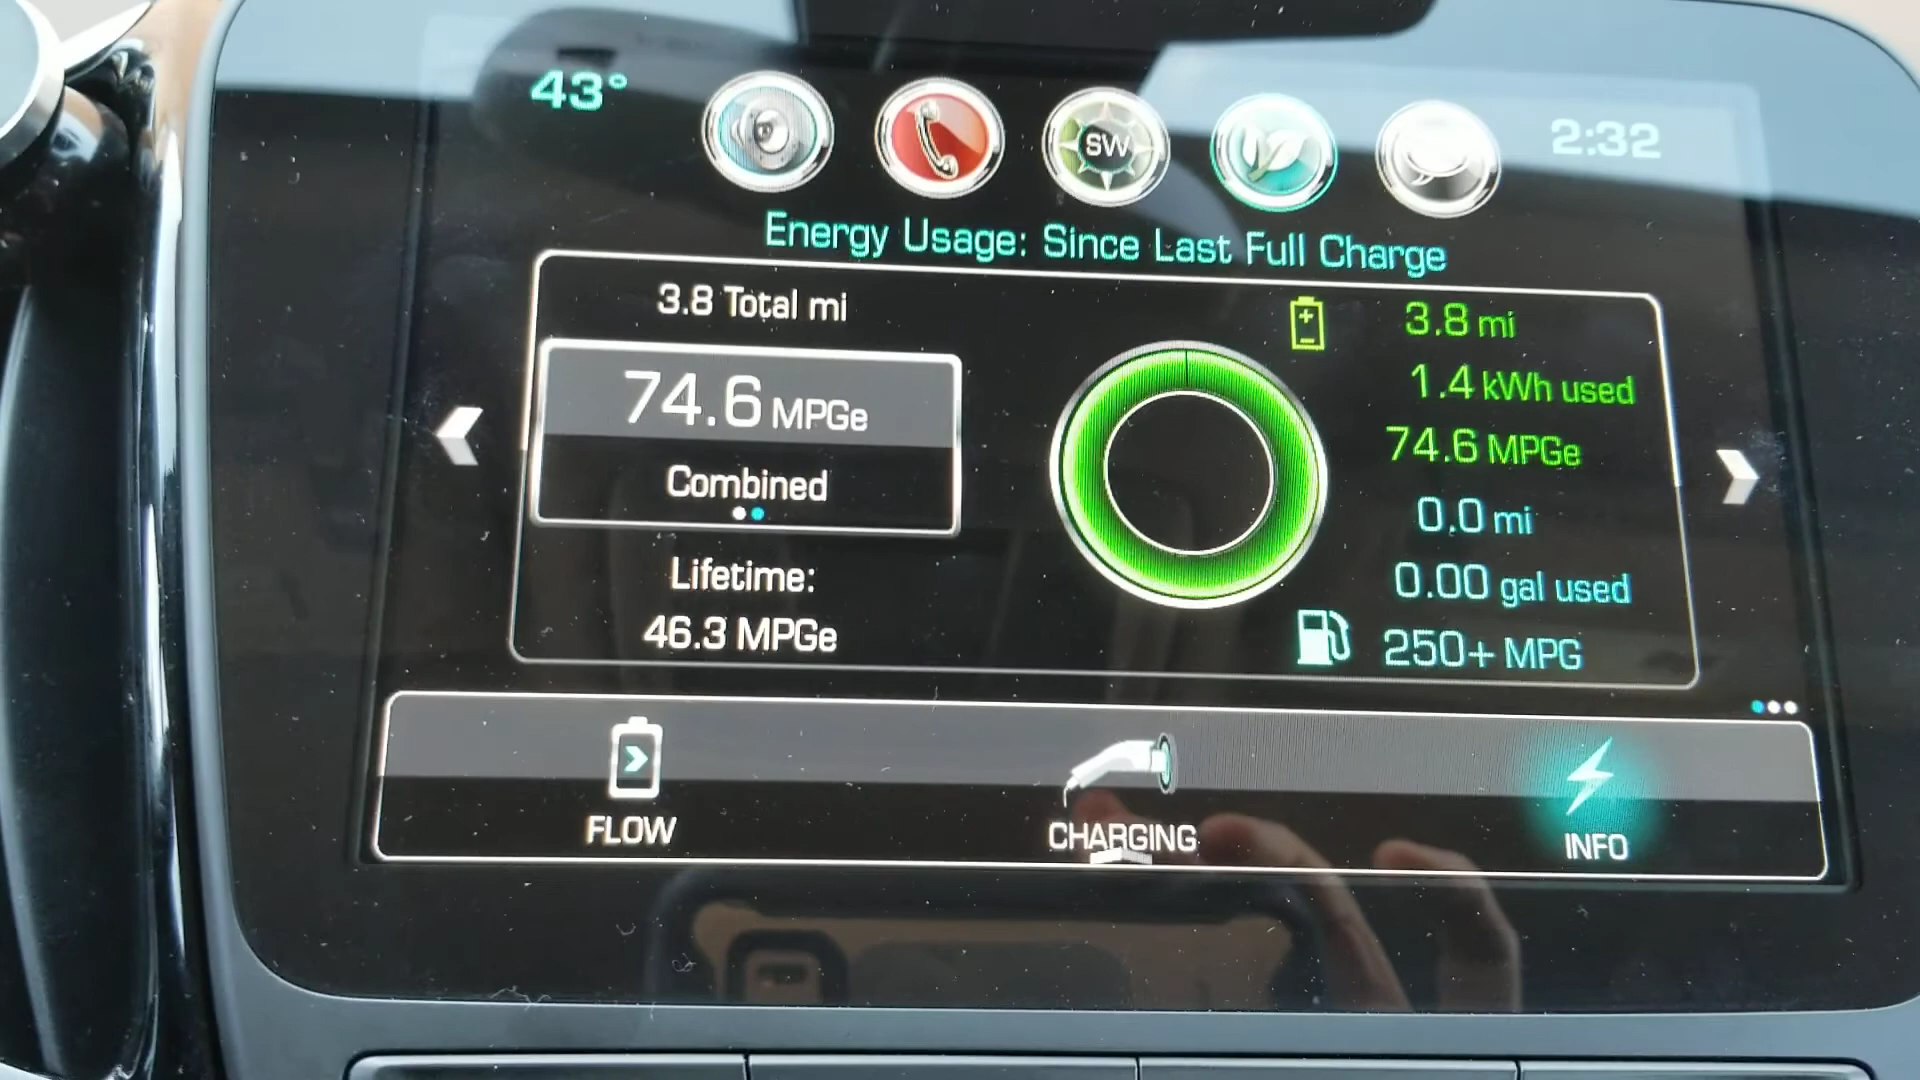 43°
SW
2:32
Energy Usage: Since Last Full Charge
3.8 Total mi
74.6 MPGe
Combined
Lifetime:
46.3 MPGe
3.8 mi
1.4 kWh used
74.6 MPGe
0.0 mi
0.00 gal used
250+ MPG
FLOW
CHARGING
INFO